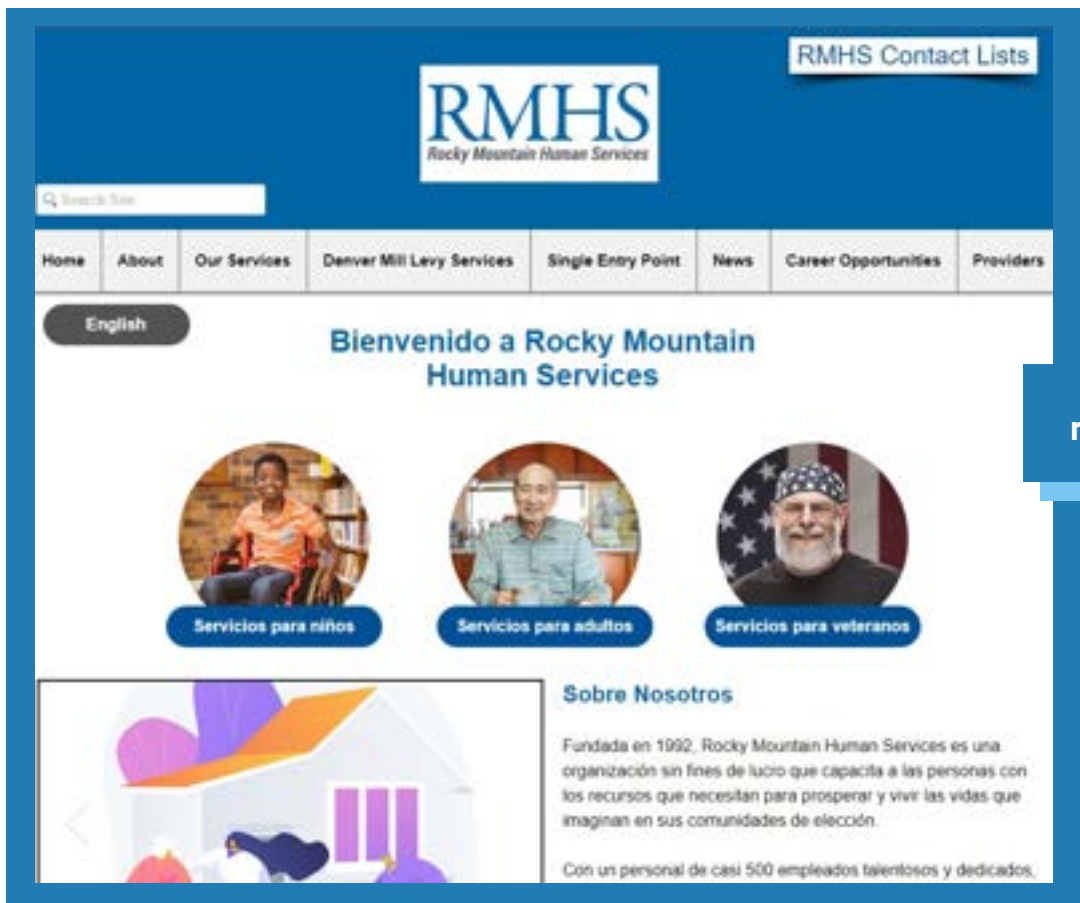 RMHS Contact Lists
RMHS
Rocky Mountain Human Services
Search Site
Home About Our Services Denver Mill Levy Services Single Entry Point News Career Opportunities Providers
English
Bienvenido a Rocky Mountain
Human Services
Servicios para niños
Servicios para adultos
Servicios para veteranos
Sobre Nosotros
Fundada en 1992, Rocky Mountain Human Services es una
organización sin fines de lucro que capacita a las personas con
los recursos que necesitan para prosperar y vivir las vidas que
imaginan en sus comunidades de elección.
Con un personal de casi 500 empleados talentosos y dedicados,